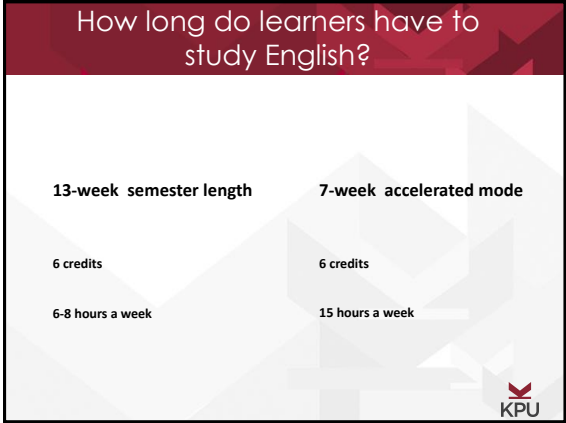 How long do learners have to
study English?
13-week  semester length
7-week  accelerated mode
6 credits
6 credits
6-8 hours a week
15 hours a week
KPU